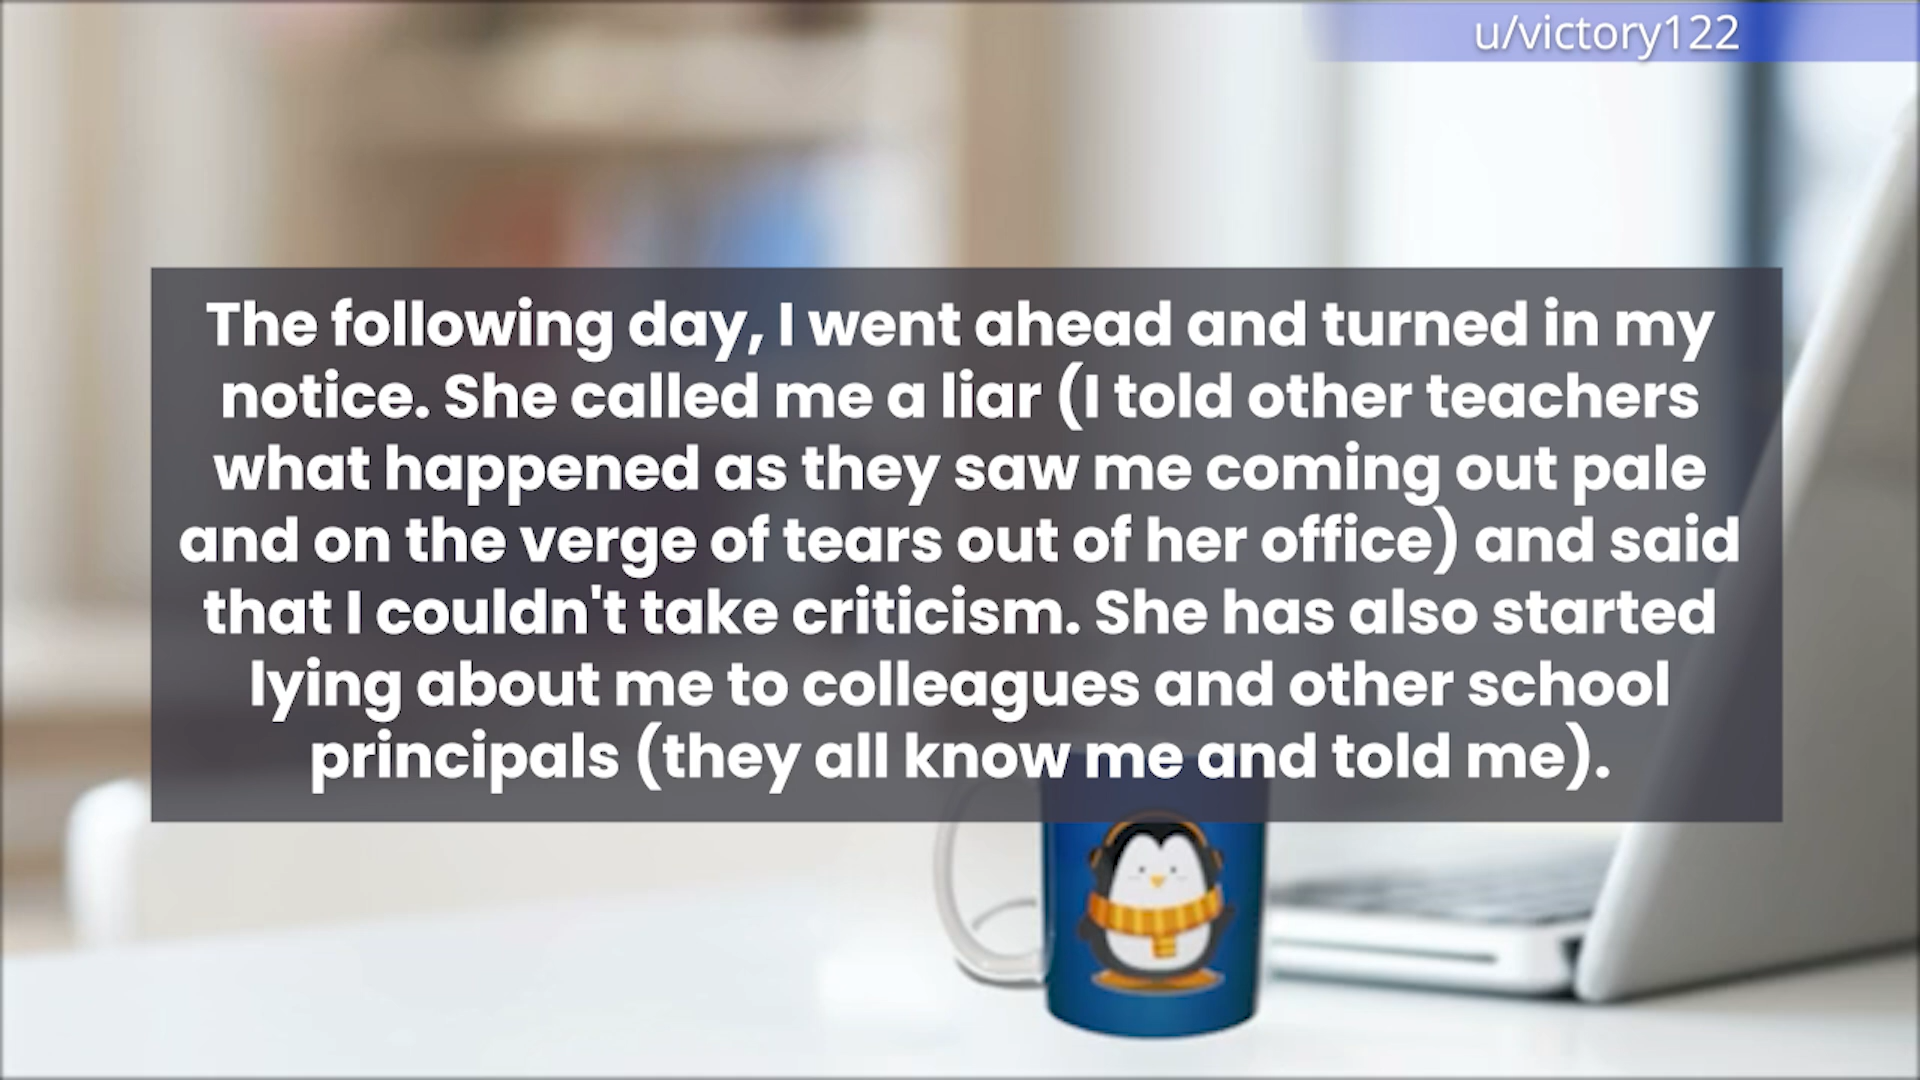 u/victory122
The following day, I went ahead and turned in my
notice. She called me a liar (I told other teachers
what happened as they saw me coming out pale
and on the verge of tears out of her office) and said
that I couldn't take criticism. She has also started
lying about me to colleagues and other school
principals (they all know me and told me).